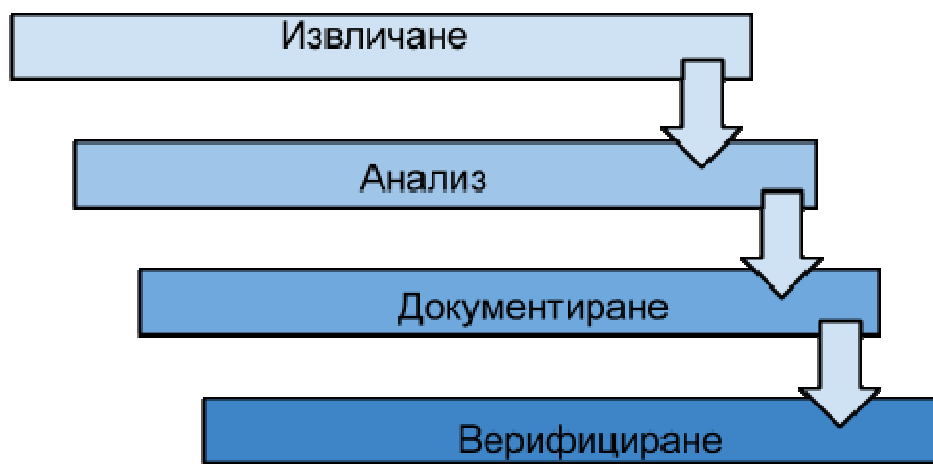 Извличане
Анализ
Документиране
Верифициране